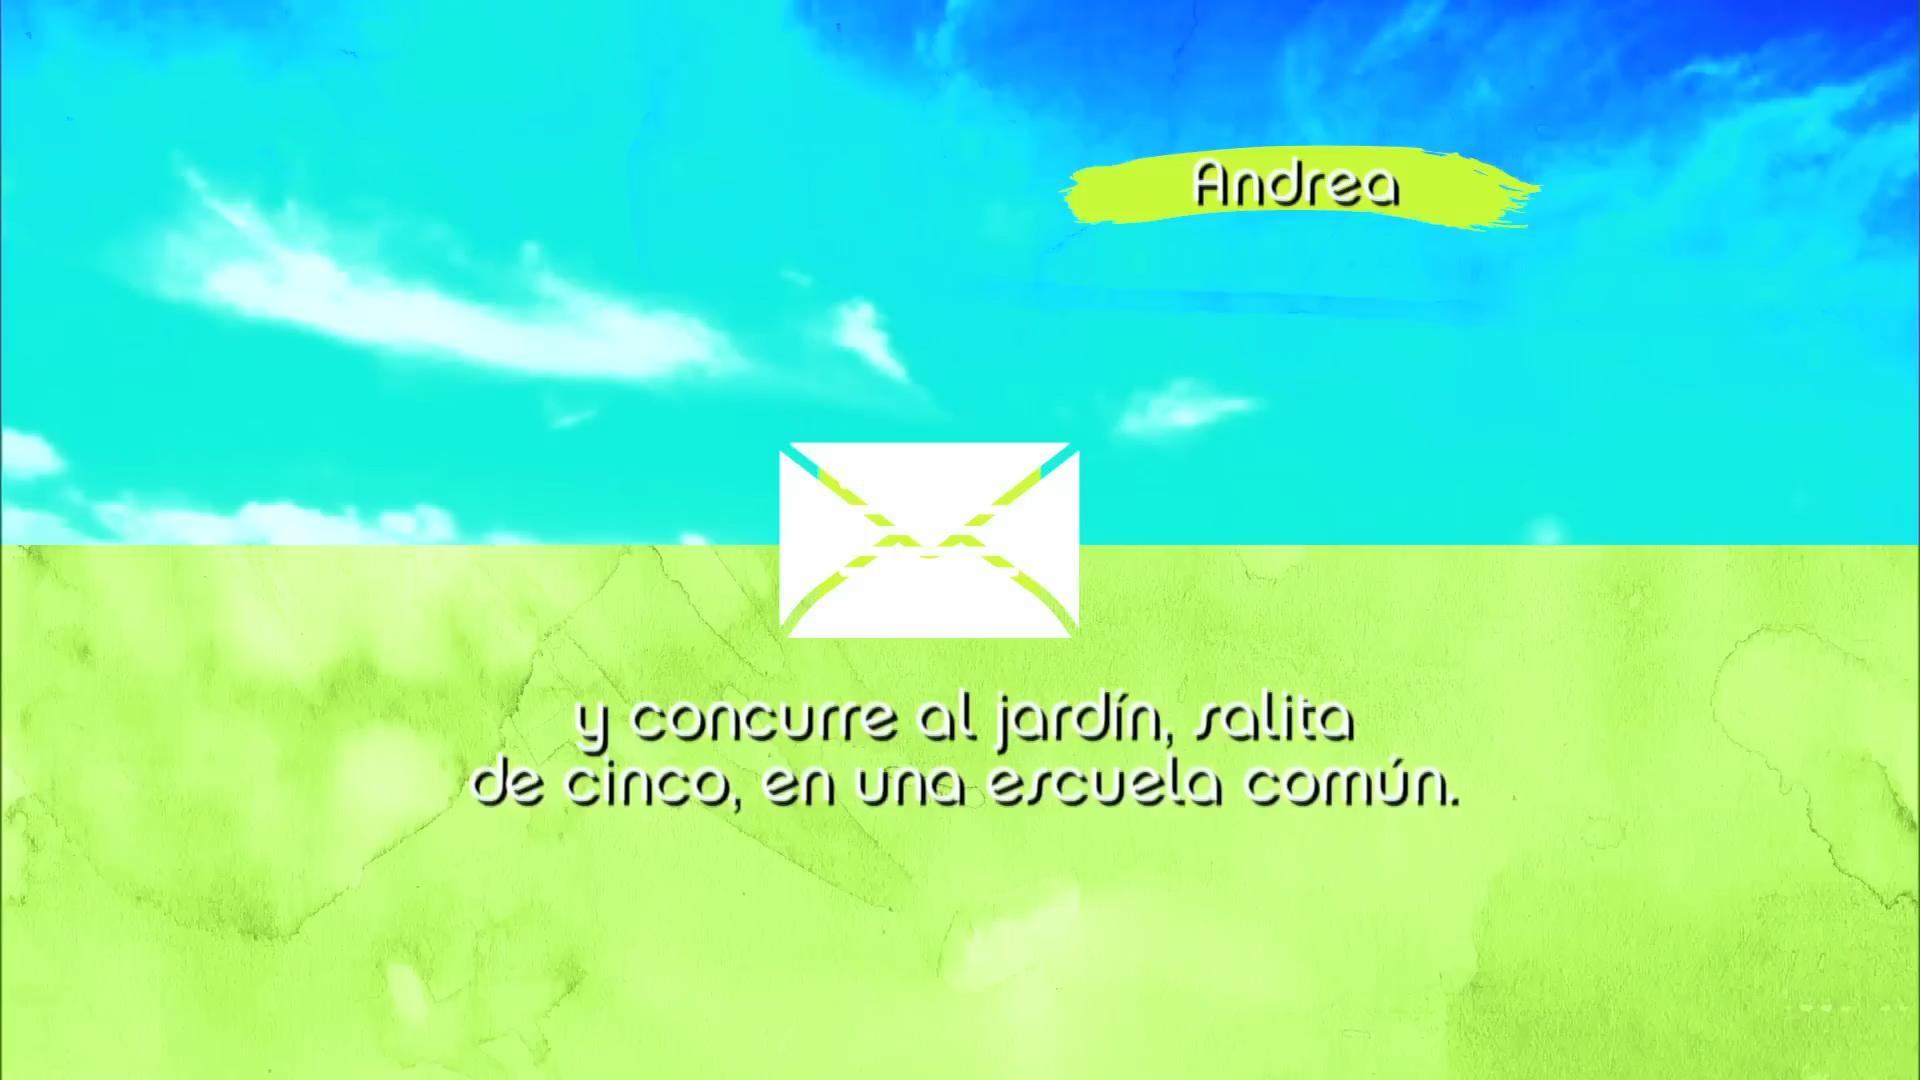 Andrea
y concurre al jardín, salita
de cinco, en una escuela común.